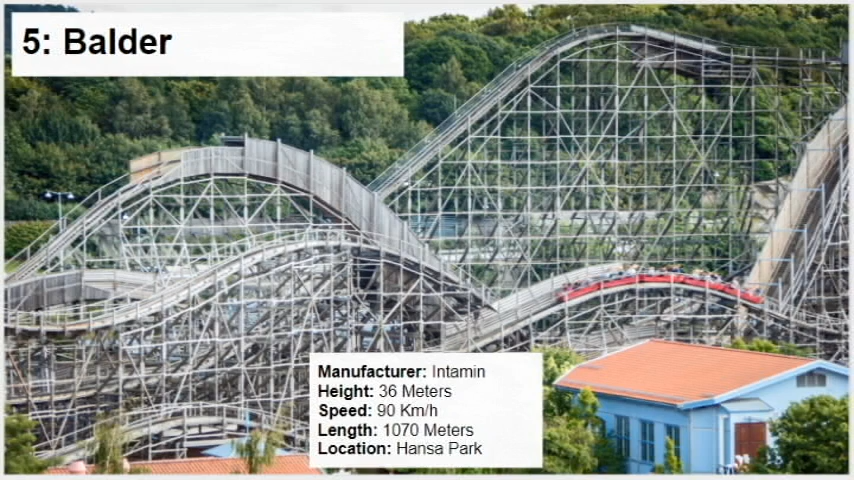 5: Balder
Manufacturer: Intamin
Height: 36 Meters
Speed: 90 Km/h
Length: 1070 Meters
Location: Hansa Park